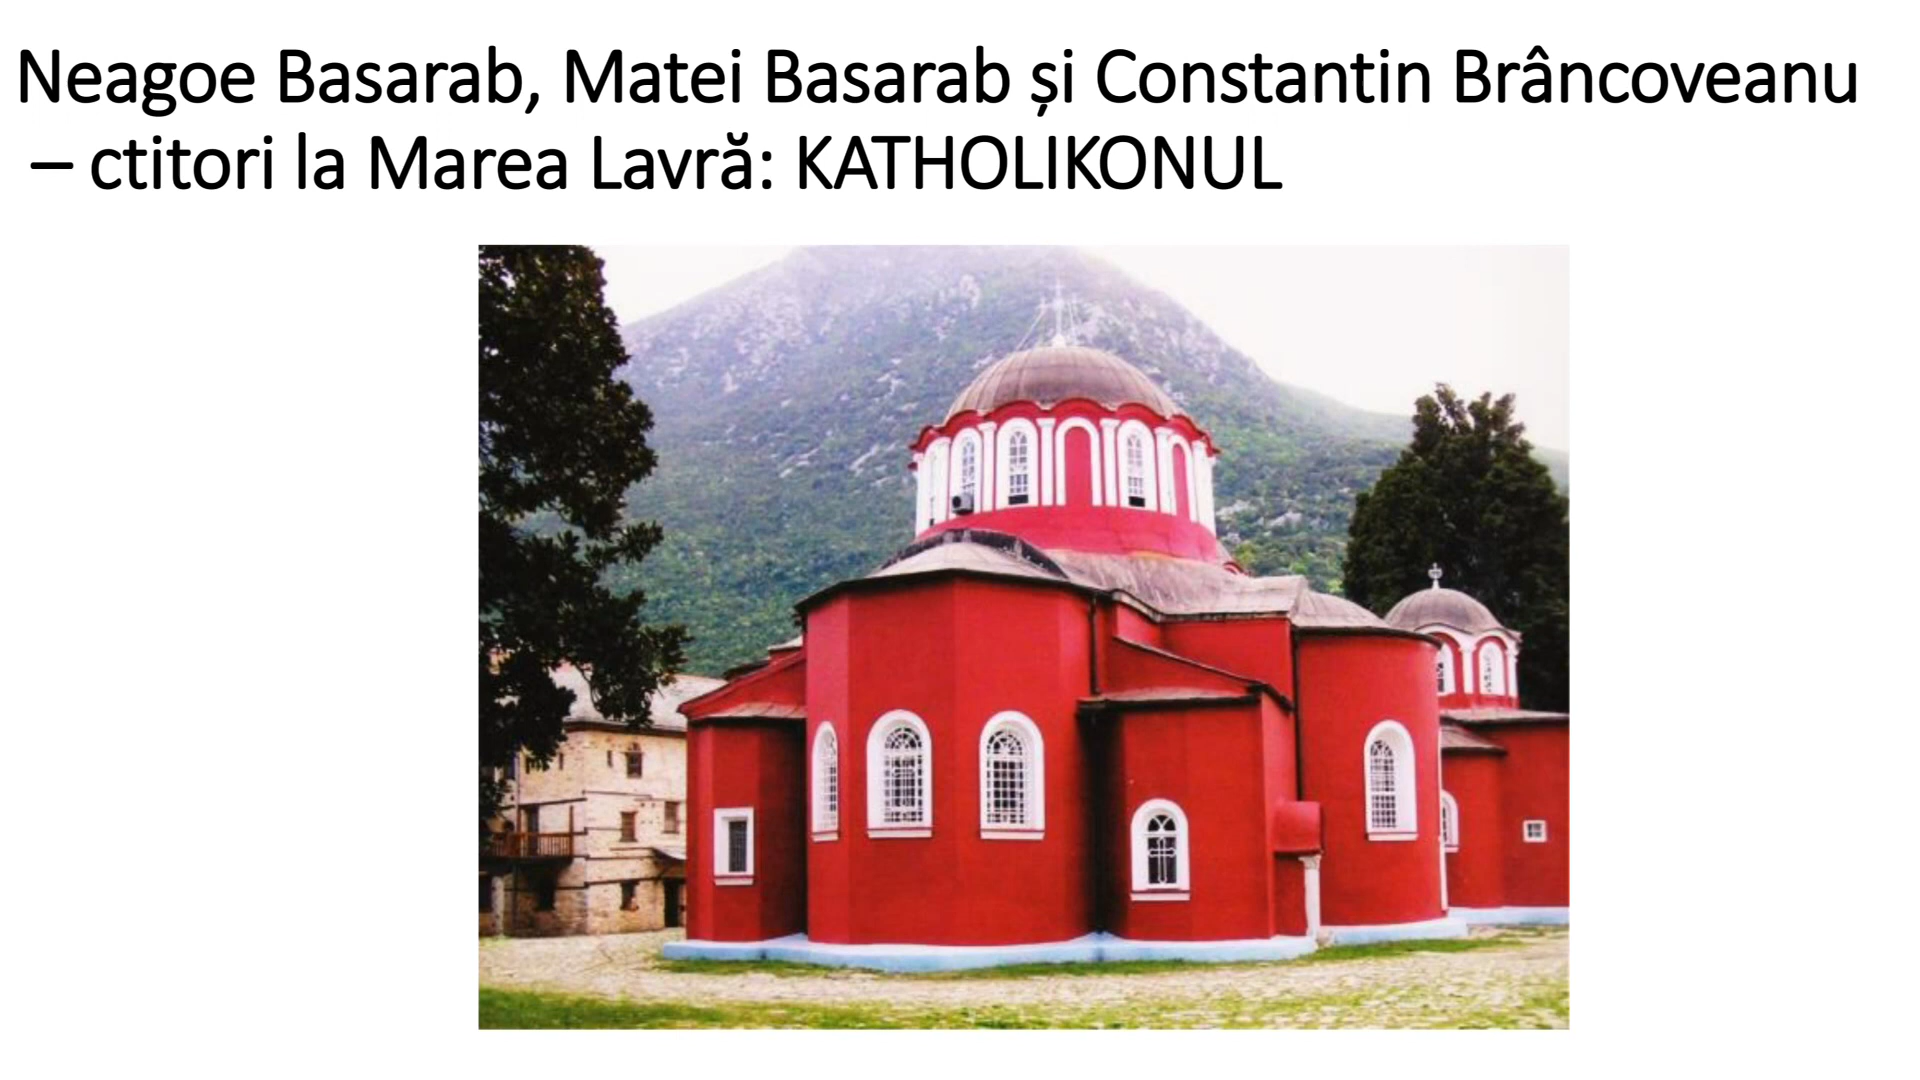 Neagoe Basarab, Matei Basarab și Constantin Brâncoveanu
– ctitori la Marea Lavră: KATHOLIKONUL